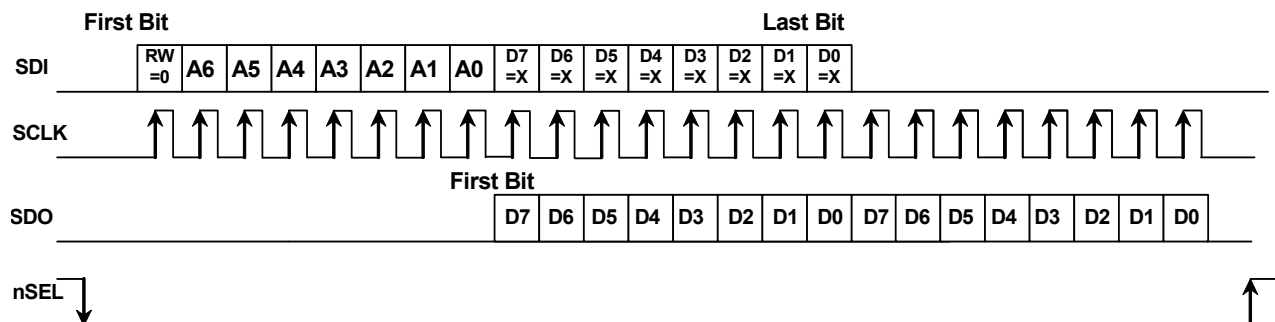 First Bit Last Bit
SDI RW =0 A6 A5 A4 A3 A2 A1 A0 D7 =X D6 =X D5 =X D4 =X D3 =X D2 =X D1 =X D0 =X
SCLK
First Bit
SDO D7 D6 D5 D4 D3 D2 D1 D0 D7 D6 D5 D4 D3 D2 D1 D0
nSEL